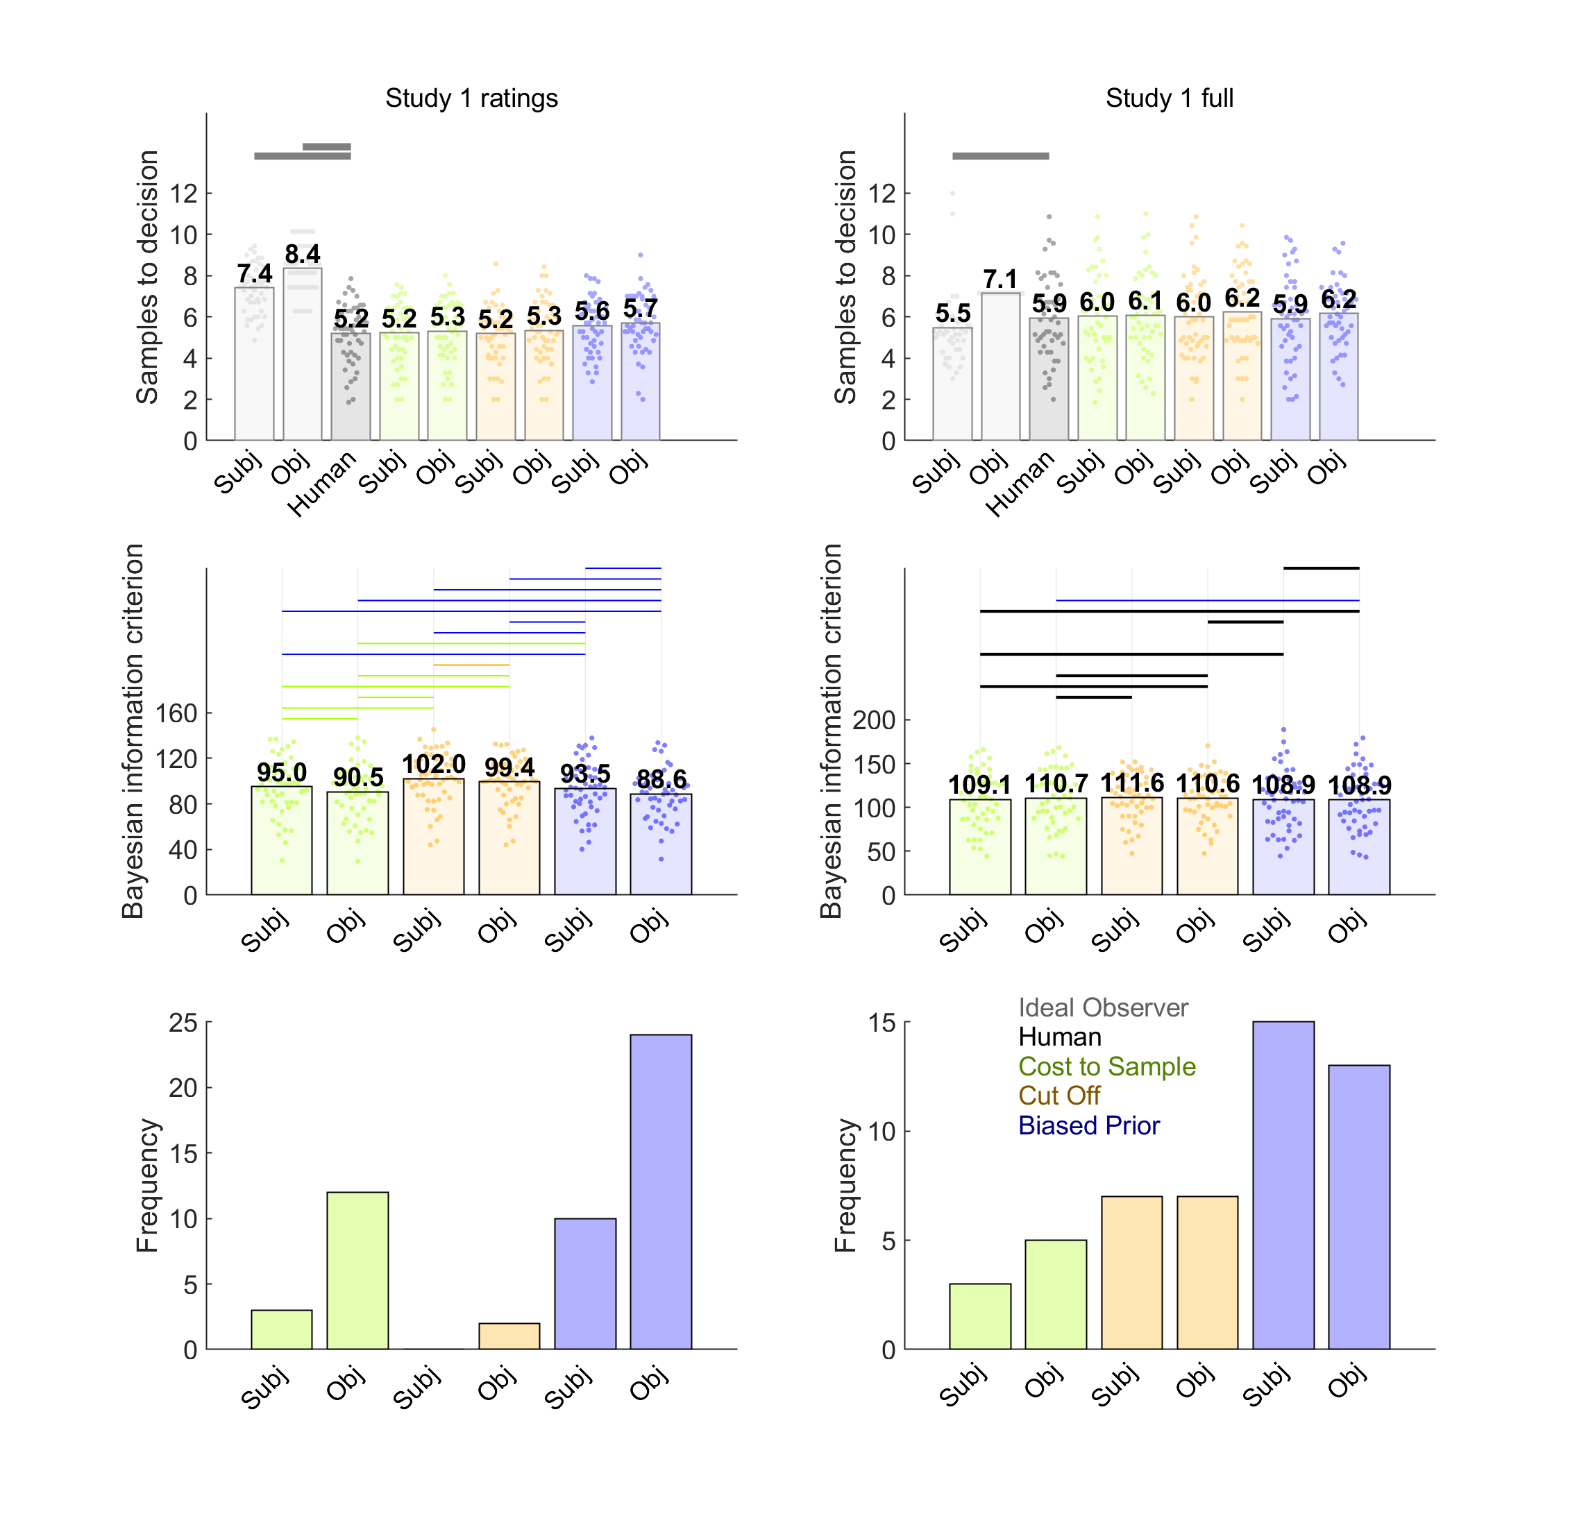 Study 1 ratings
Samples to decision
12
10
8
6
4
2
0
7.4 8.4 5.2 5.2 5.3 5.2 5.3 5.6 5.7
Subj Obj Human Subj Obj Subj Obj Subj Obj
Study 1 full
Samples to decision
12
10
8
6
4
2
0
5.5 7.1 5.9 6.0 6.1 6.0 6.2 5.9 6.2
Subj Obj Human Subj Obj Subj Obj Subj Obj
Bayesian information criterion
160
120
80
40
0
95.0 90.5 102.0 99.4 93.5 88.6
Subj Obj Subj Obj Subj Obj
Bayesian information criterion
200
150
100
50
0
109.1 110.7 111.6 110.6 108.9 108.9
Subj Obj Subj Obj Subj Obj
Frequency
25
20
15
10
5
0
Subj Obj Subj Obj Subj Obj
Frequency
15
10
5
0
Ideal Observer
Human
Cost to Sample
Cut Off
Biased Prior
Subj Obj Subj Obj Subj Obj